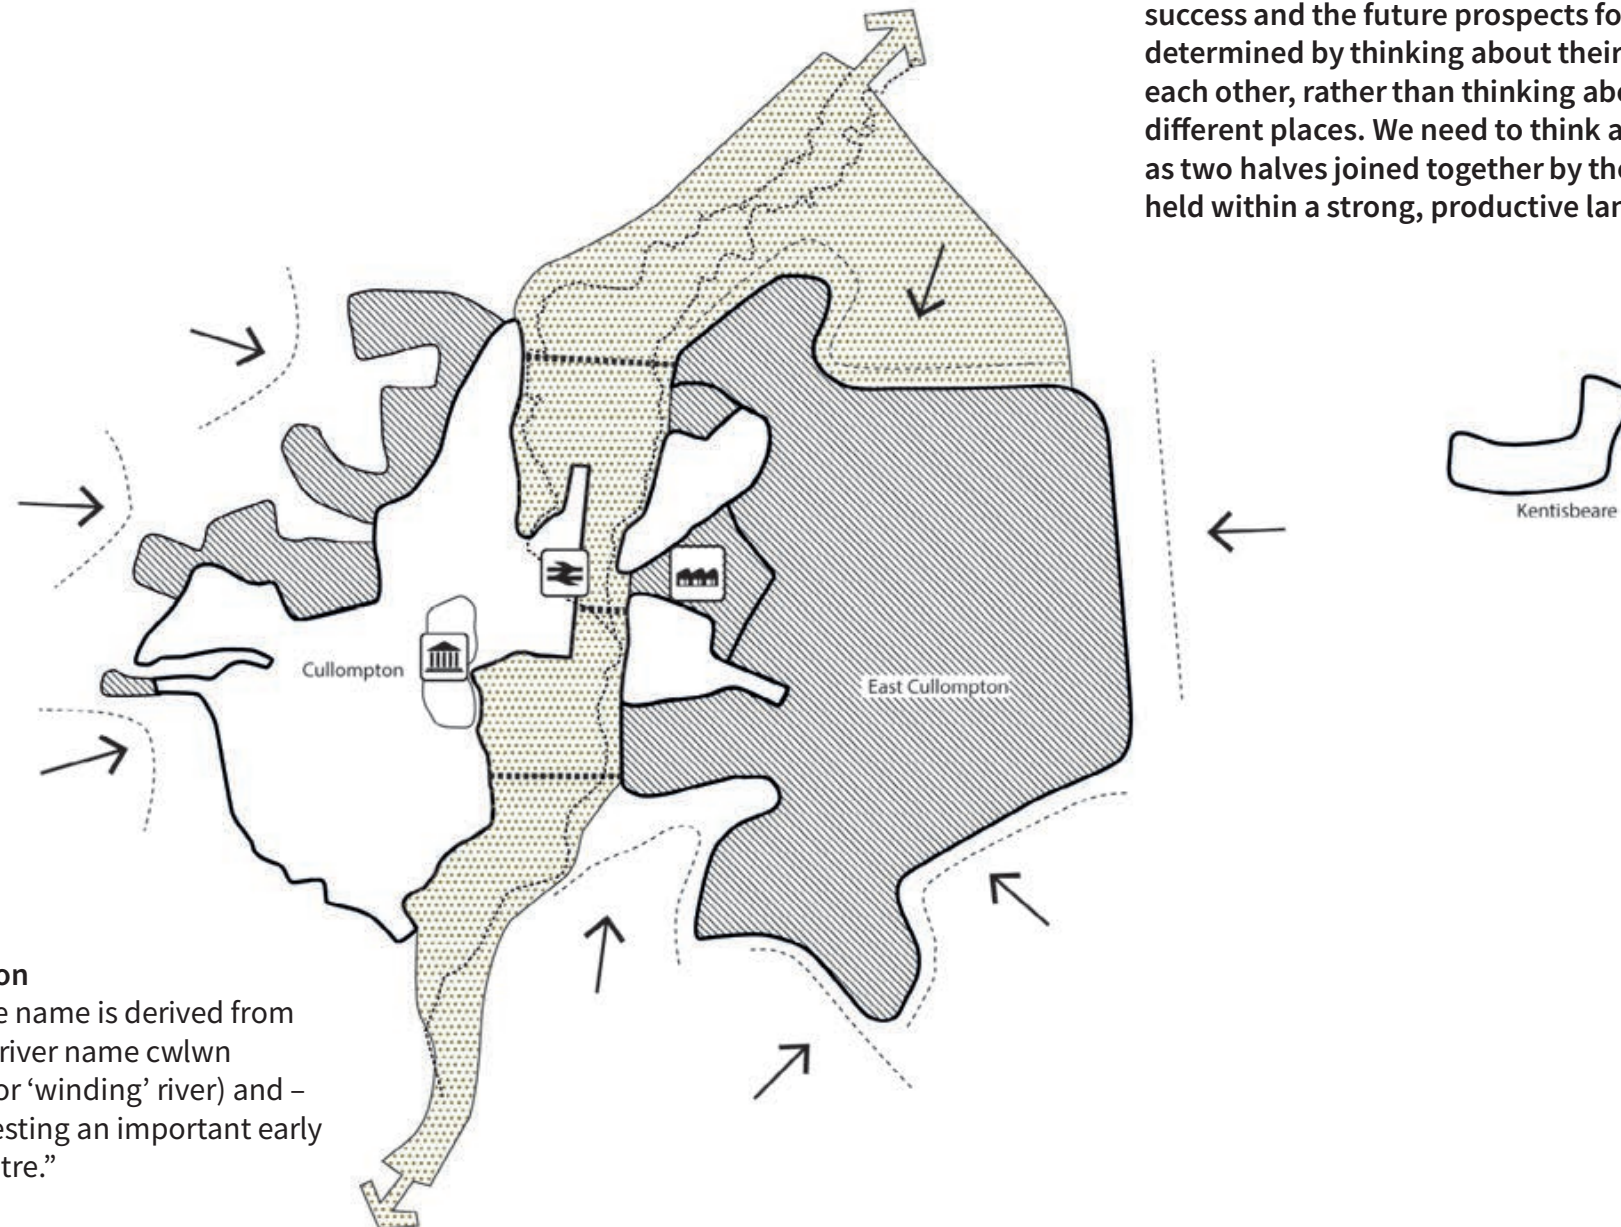 success and the future prospects fo
determined by thinking about their
each other, rather than thinking abo
different places. We need to think a
as two halves joined together by the
held within a strong, productive lan
Kentisbeare
Cullompton
East Cullompton
on
e name is derived from
river name cwlwn
or ‘winding’ river) and –
esting an important early
tre.”